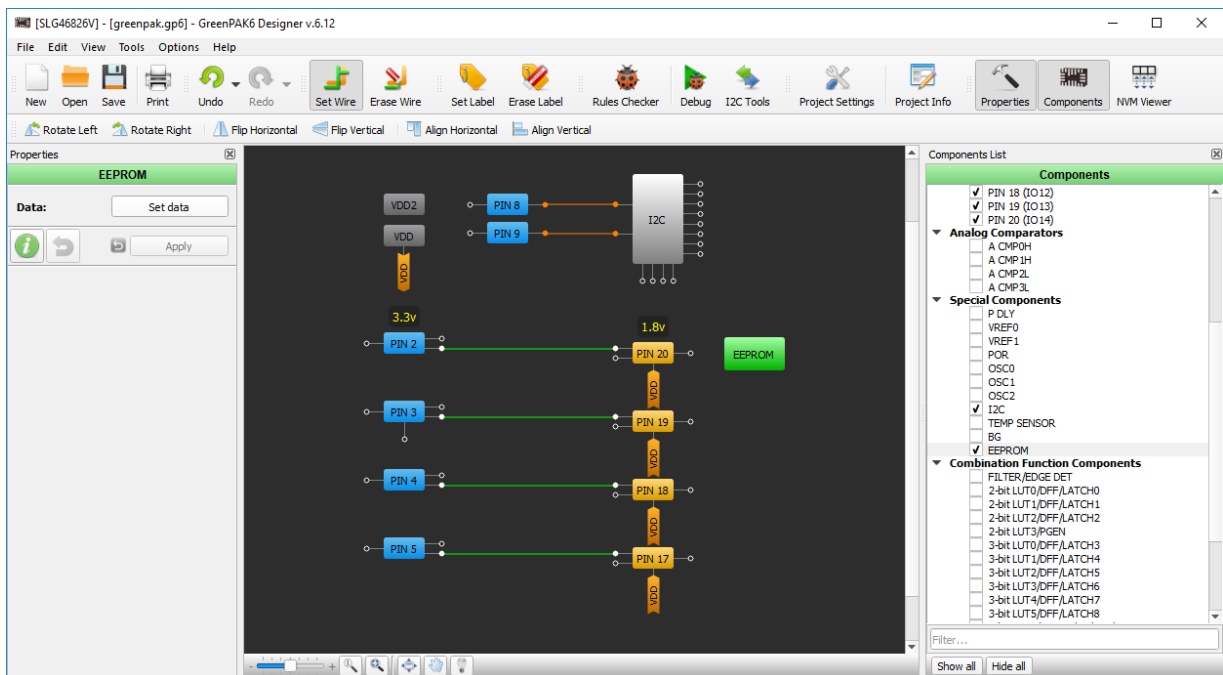 [SLG46826V] - [greenpak.gp6] - GreenPAK6 Designer v.6.12
File Edit View Tools Options Help
New Open Save Print Undo Redo Set Wire Erase Wire Set Label Erase Label Rules Checker Debug I2C Tools Project Settings Project Info Properties Components NVM Viewer
Rotate Left Rotate Right Flip Horizontal Flip Vertical Align Horizontal Align Vertical
Properties
EEPROM
Data: Set data
Apply
VDD2
PIN 8
I2C
VDD
PIN 9
VDD
3.3v
1.8v
PIN 2
PIN 20
EEPROM
VDD
PIN 3
PIN 19
VDD
PIN 4
PIN 18
VDD
PIN 5
PIN 17
VDD
- +
Components List
Components
PIN 18 (IO12)
PIN 19 (IO13)
PIN 20 (IO14)
Analog Comparators
A CMP0H
A CMP1H
A CMP2L
A CMP3L
Special Components
P DLY
VREF0
VREF1
POR
OSC0
OSC1
OSC2
I2C
TEMP SENSOR
BG
EEPROM
Combination Function Components
FILTER/EDGE DET
2-bit LUT0/DFF/LATCH0
2-bit LUT1/DFF/LATCH1
2-bit LUT2/DFF/LATCH2
2-bit LUT3/PGEN
3-bit LUT0/DFF/LATCH3
3-bit LUT1/DFF/LATCH4
3-bit LUT2/DFF/LATCH5
3-bit LUT3/DFF/LATCH6
3-bit LUT4/DFF/LATCH7
3-bit LUT5/DFF/LATCH8
Filter...
Show all Hide all